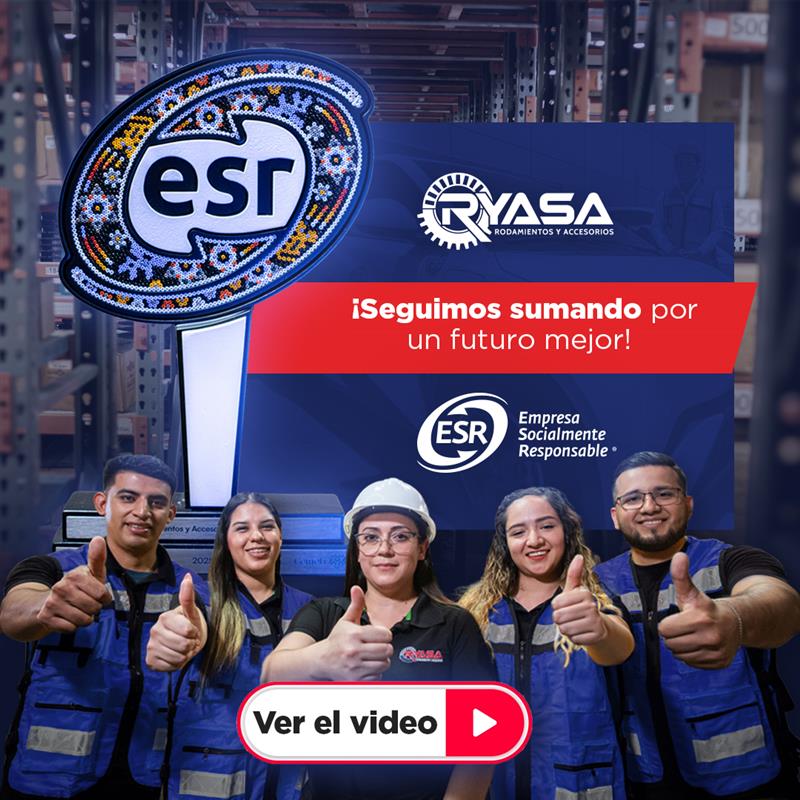 esr
RYASA
RODAMIENTOS Y ACCESORIOS
¡Seguimos sumando por
un futuro mejor!
ESR
Empresa
Socialmente
Responsable
RYASA
Ver el video